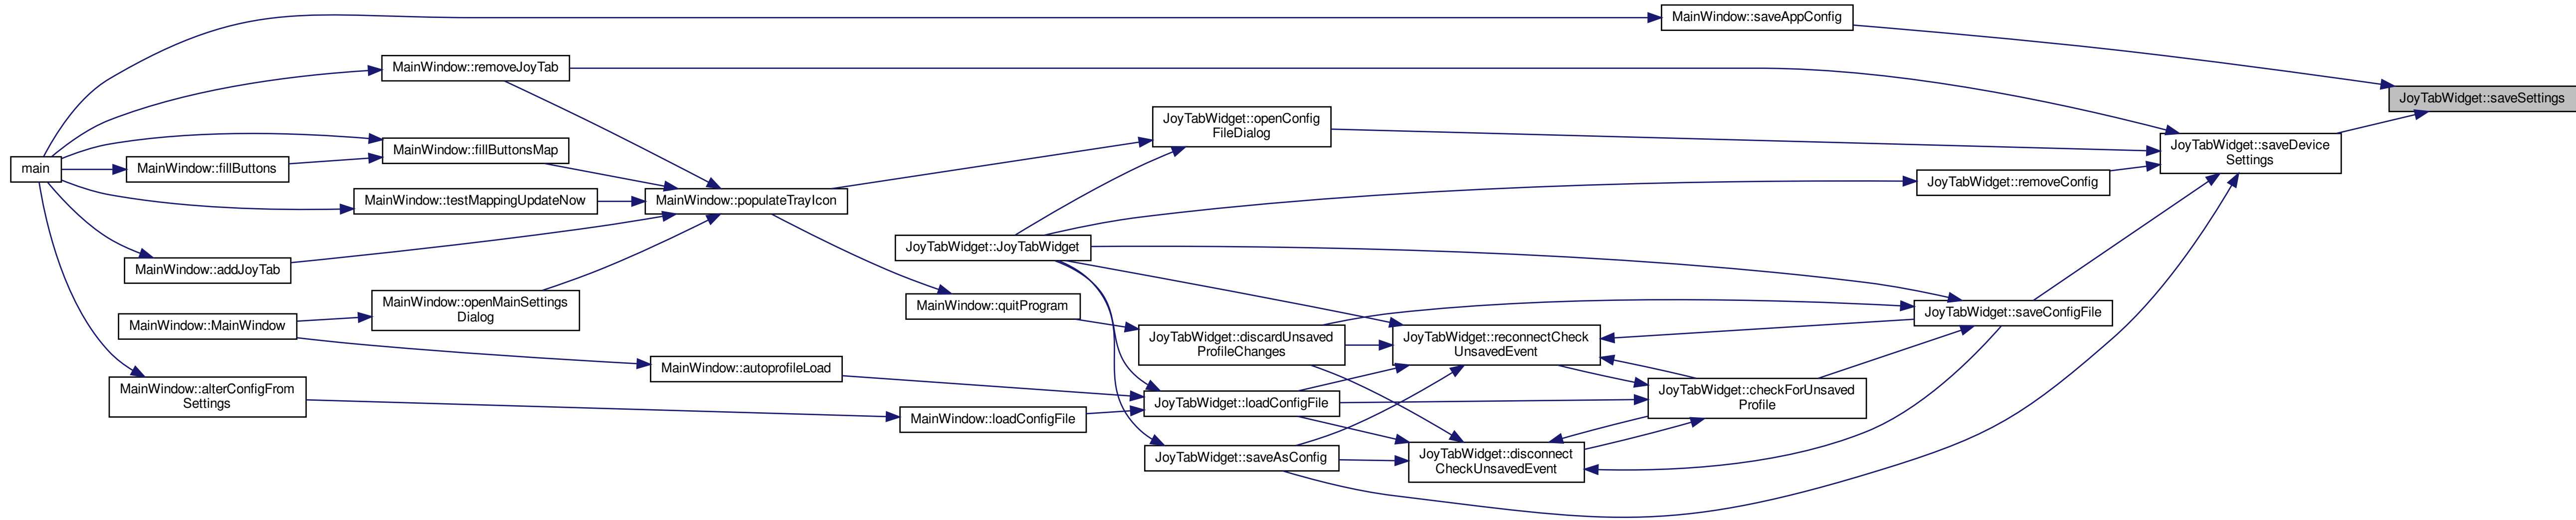 MainWindow::saveAppConfig
MainWindow::removeJoyTab
JoyTabWidget::saveSettings
JoyTabWidget::openConfig
FileDialog
MainWindow::fillButtonsMap
JoyTabWidget::saveDevice
Settings
main
MainWindow::fillButtons
JoyTabWidget::removeConfig
MainWindow::testMappingUpdateNow
MainWindow::populateTrayIcon
JoyTabWidget::JoyTabWidget
MainWindow::addJoyTab
MainWindow::openMainSettings
Dialog
MainWindow::quitProgram
JoyTabWidget::saveConfigFile
MainWindow::MainWindow
JoyTabWidget::discardUnsaved
ProfileChanges
JoyTabWidget::reconnectCheck
UnsavedEvent
MainWindow::autoprofileLoad
MainWindow::alterConfigFrom
Settings
JoyTabWidget::checkForUnsaved
Profile
JoyTabWidget::loadConfigFile
MainWindow::loadConfigFile
JoyTabWidget::saveAsConfig
JoyTabWidget::disconnect
CheckUnsavedEvent